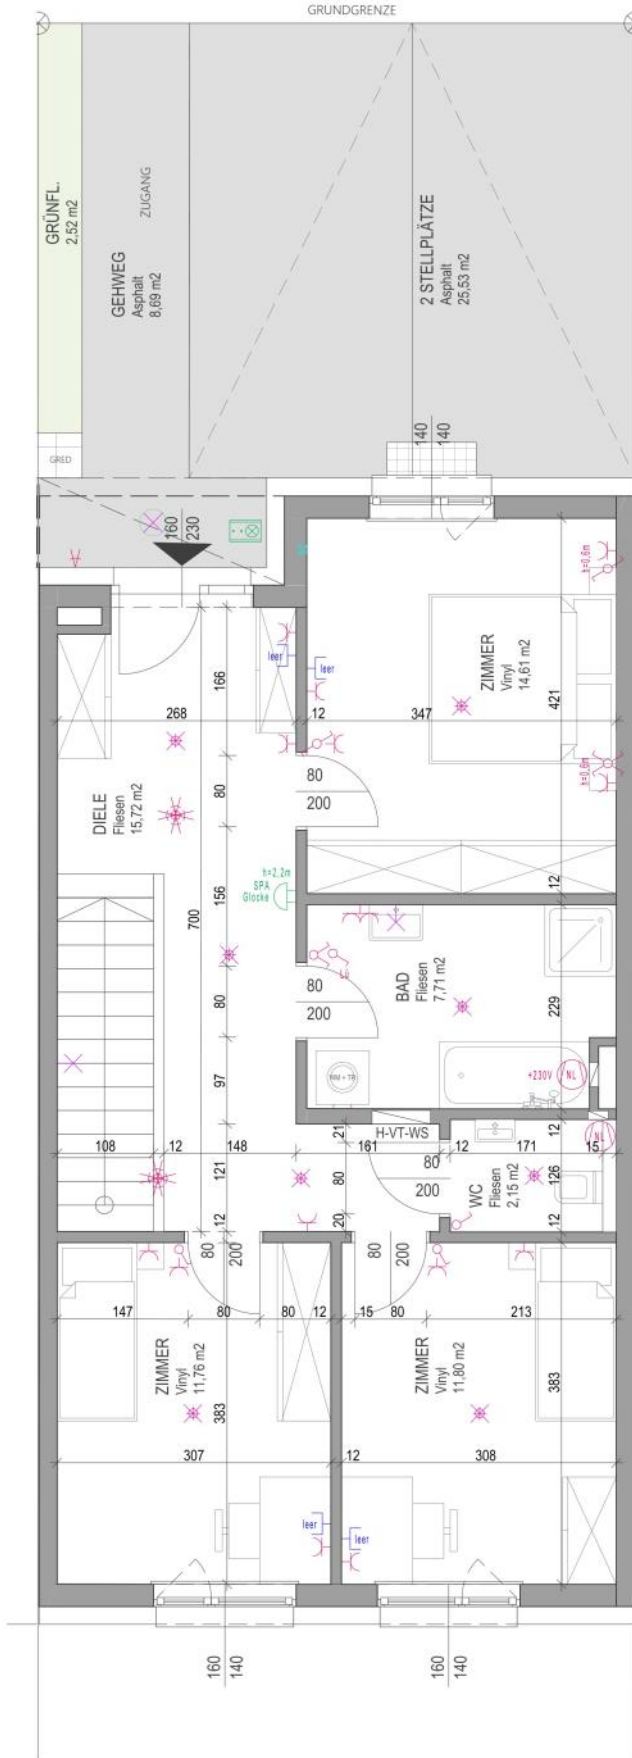 GRUNDGRENZE
GRÜNFL.
2,52 m2
GEHWEG
Asphalt
8,69 m2
ZUGANG
2 STELLPLÄTZE
Asphalt
25,53 m2
GRED
140
140
160
230
h=0,6m
leer
leer
166
ZIMMER
Vinyl
14,61 m2
421
268
12
347
h=0,6m
80
80
200
DIELE
Fliesen
15,72 m2
h=2,2m
SPA
Glocke
156
700
12
BAD
Fliesen
7,71 m2
80
80
200
229
97
WM + TR
+230V
NL
108
12
148
21
H-VT-WS
161
12
171
12
15
NL
121
80
80
200
WC
Fliesen
2,15 m2
126
12
20
12
80
200
80
200
147
80
80
12
15
80
213
ZIMMER
Vinyl
11,76 m2
383
ZIMMER
Vinyl
11,80 m2
383
307
12
308
leer
leer
160
140
160
140